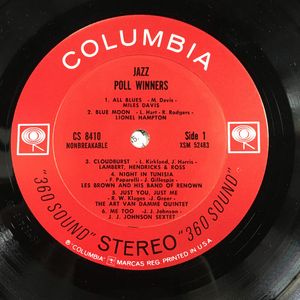 COLUMBIA
JAZZ
POLL WINNERS
1. ALL BLUES - M. Davis -
MILES DAVIS
2. BLUE MOON - L. Hart - R. Rodgers -
LIONEL HAMPTON
CS 8410
NONBREAKABLE
Side 1
XSM 52483
3. CLOUDBURST - L. Kirkland, J. Harris -
LAMBERT, HENDRICKS & ROSS
4. NIGHT IN TUNISIA
F. Paparelli - J. Gillespie -
LES BROWN AND HIS BAND OF RENOWN
5. JUST YOU, JUST ME
- R. W. Klages - J. Greer -
THE ART VAN DAMME QUINTET
6. ME TOO - J. J. Johnson -
J. J. JOHNSON SEXTET
"360 SOUND" STEREO "360 SOUND"
® "COLUMBIA" MARCAS REG. PRINTED IN U.S.A.